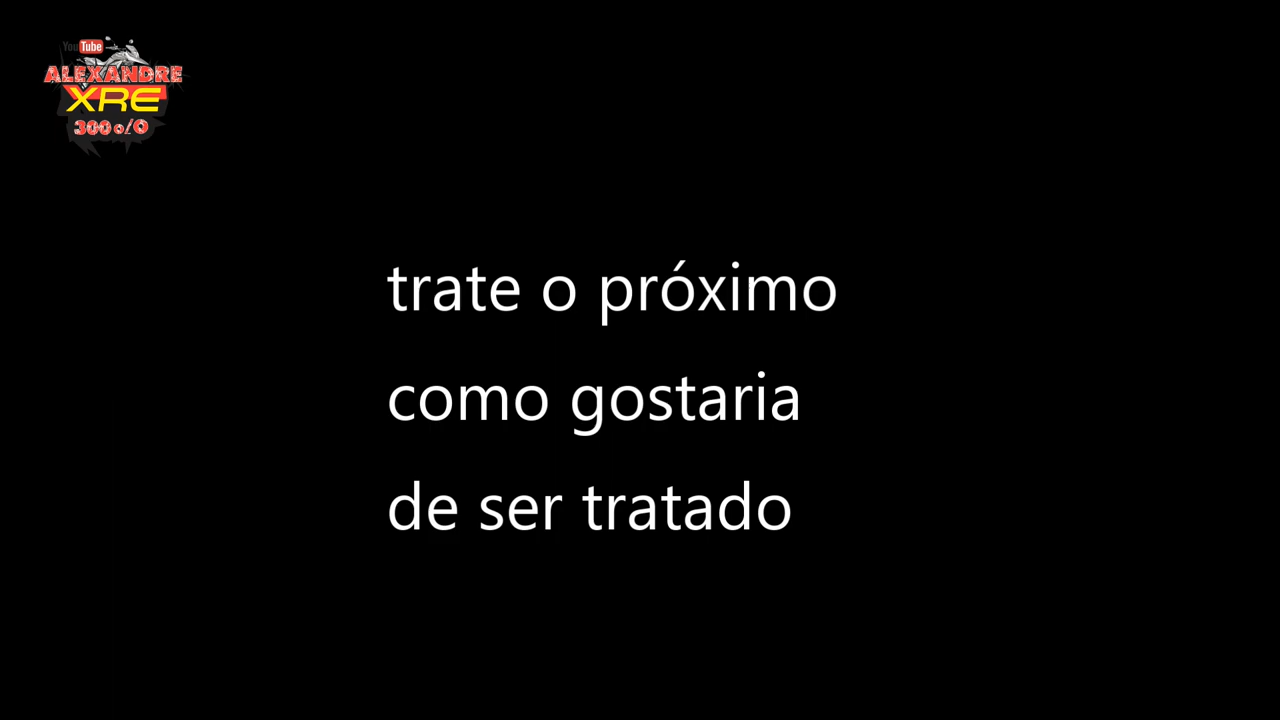 YouTube
ALEXANDRE
XRE
300 o/O
trate o próximo
como gostaria
de ser tratado